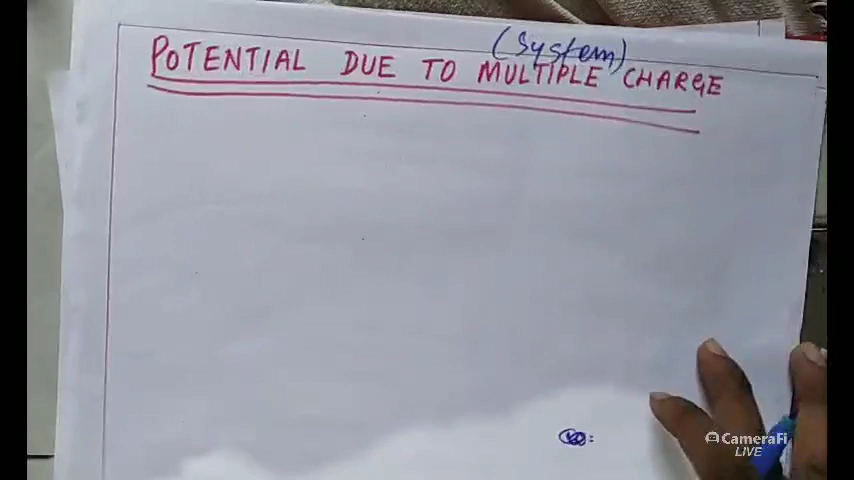 (System)
POTENTIAL DUE TO MULTIPLE CHARGE
CameraFi
LIVE